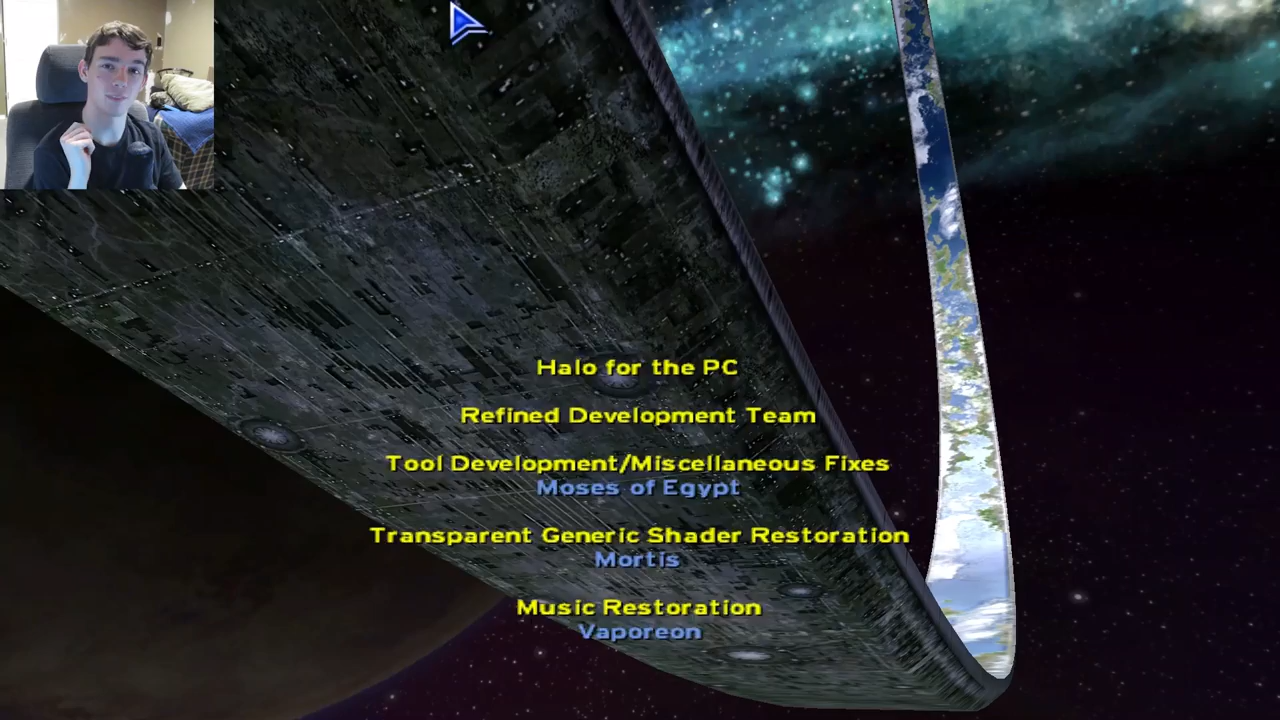 Halo for the PC
Refined Development Team
Tool Development/Miscellaneous Fixes
Moses of Egypt
Transparent Generic Shader Restoration
Mortis
Music Restoration
Vaporeon